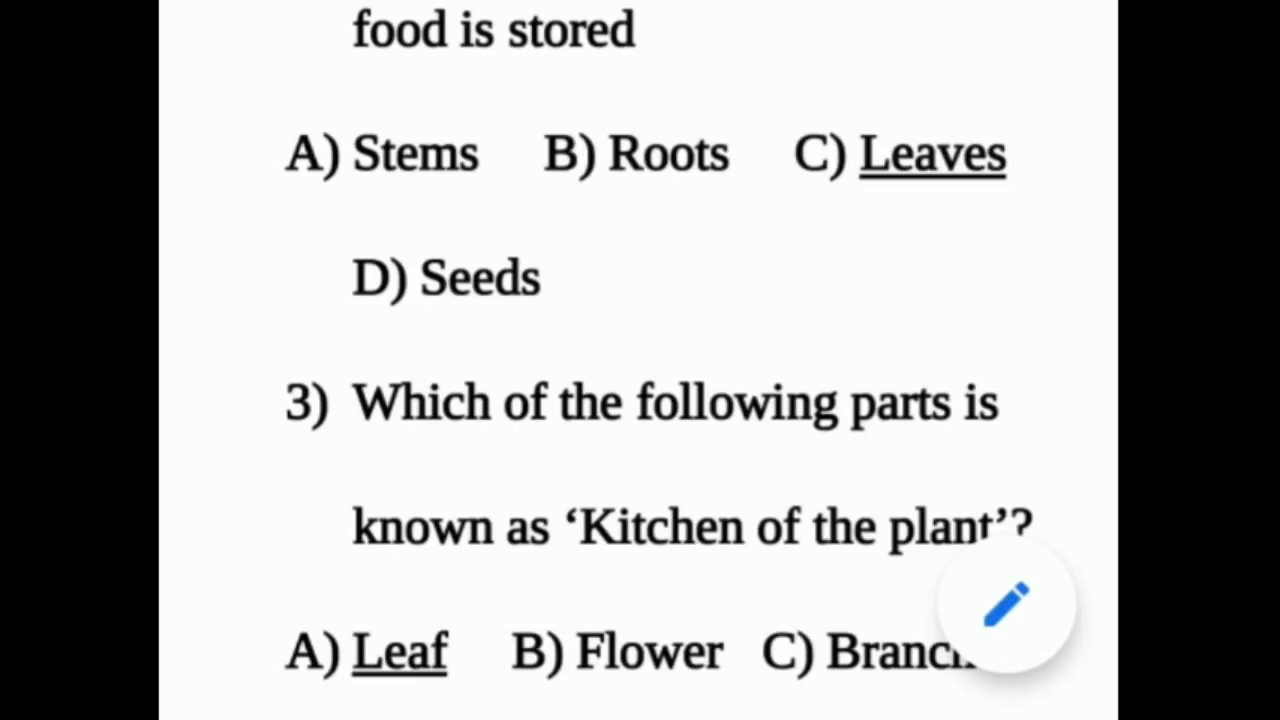 food is stored
A) Stems B) Roots C) Leaves
D) Seeds
3) Which of the following parts is
known as ‘Kitchen of the plant’?
A) Leaf B) Flower C)